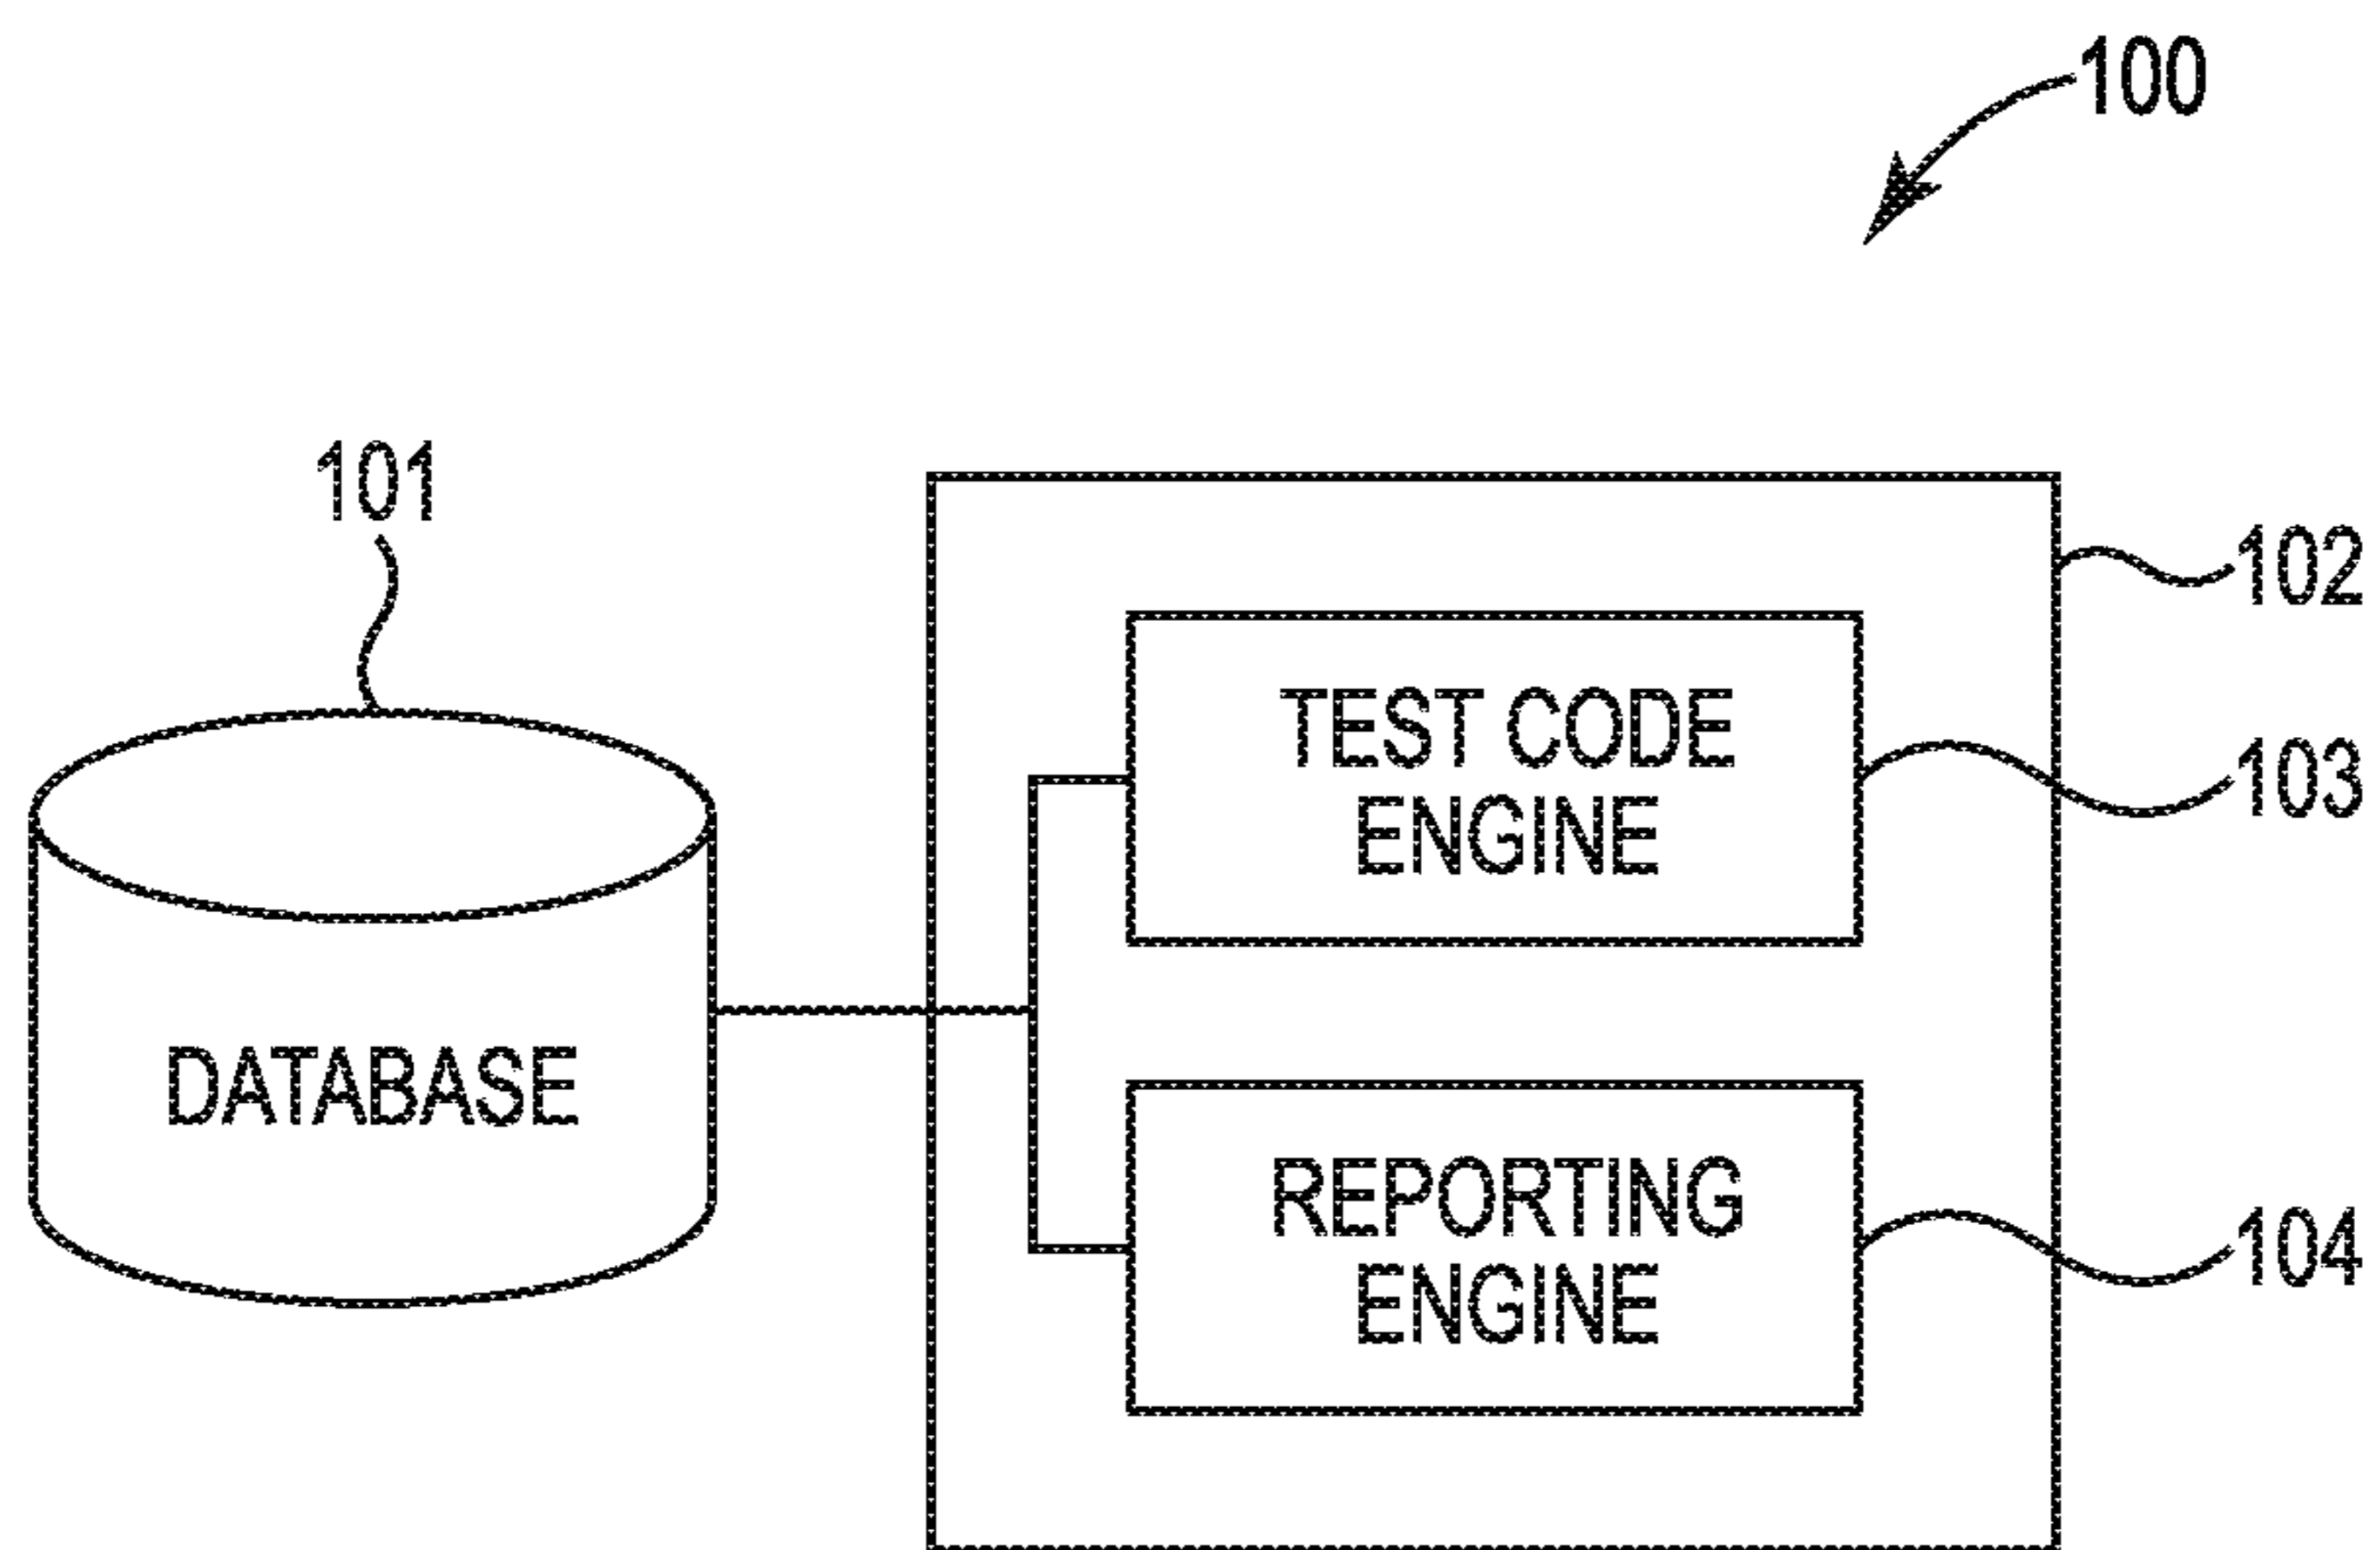 100
101
102
TEST CODE
ENGINE
103
DATABASE
REPORTING
ENGINE
104